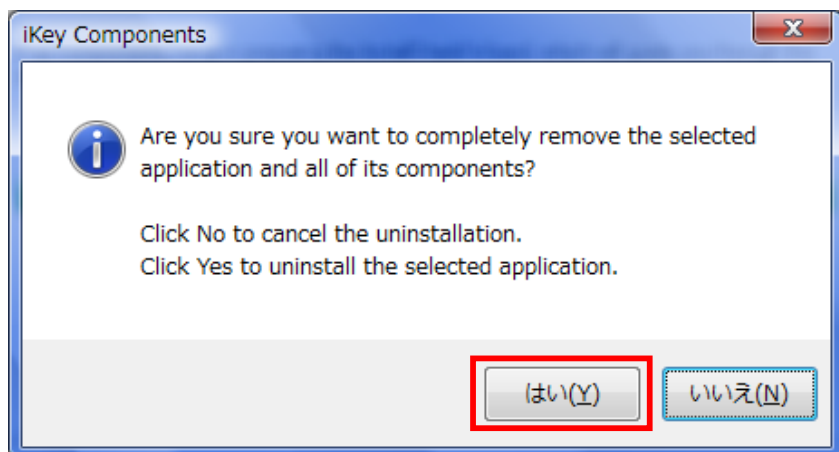 iKey Components
Are you sure you want to completely remove the selected
application and all of its components?
Click No to cancel the uninstallation.
Click Yes to uninstall the selected application.
はい(Y)
いいえ(N)